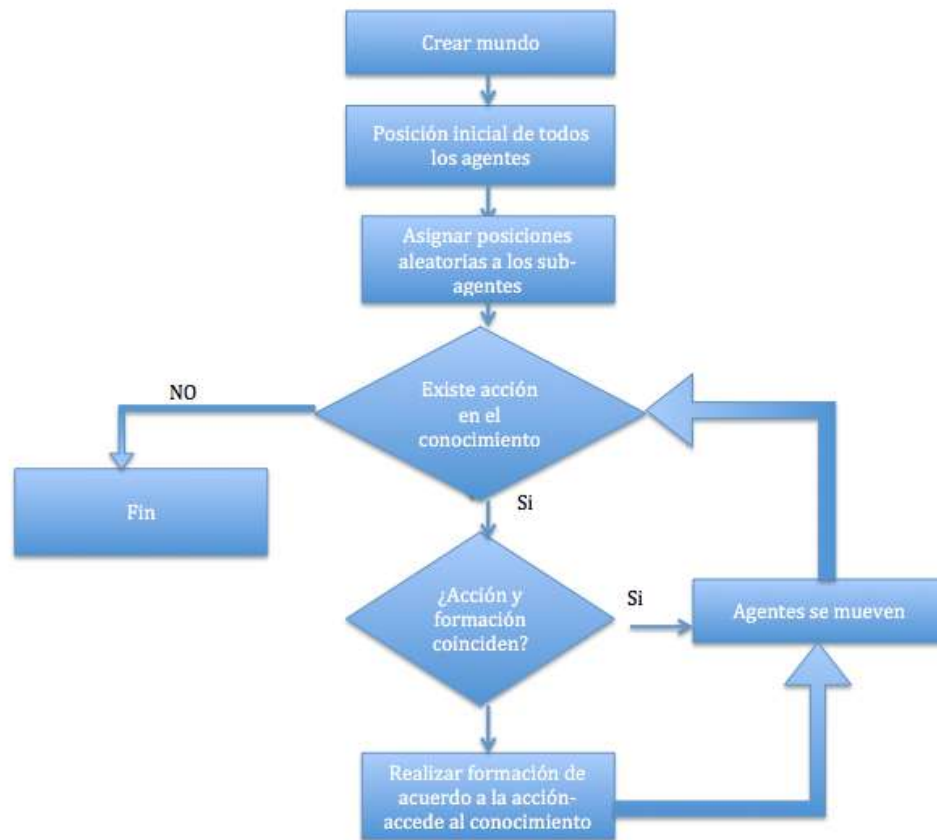 Crear mundo
Posición inicial de todos
los agentes
Asignar posiciones
aleatorias a los sub-
agentes
Existe acción
en el
conocimiento
NO
Fin
Si
¿Acción y
formación
coinciden?
Si
Agentes se mueven
Realizar formación de
acuerdo a la acción-
accede al conocimiento